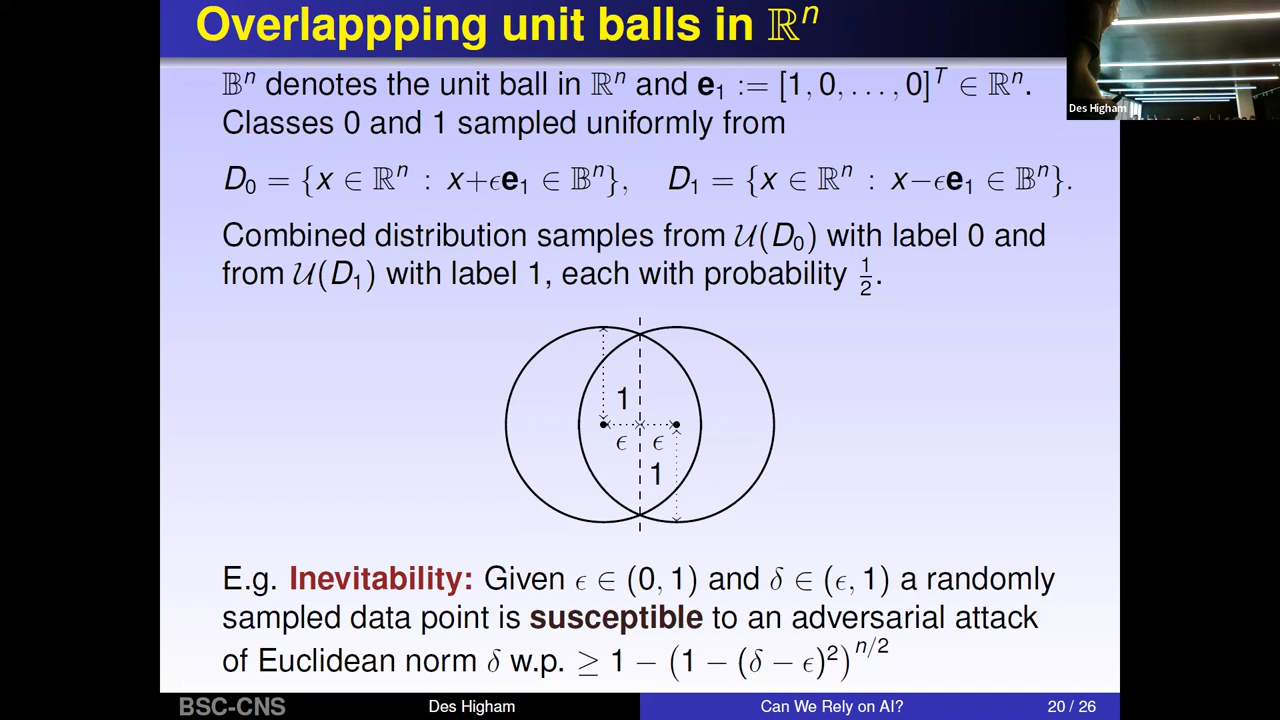 Overlappping unit balls in ℝⁿ
Des Higham
𝔹ⁿ denotes the unit ball in ℝⁿ and e₁ := [1, 0, . . . , 0]ᵀ ∈ ℝⁿ.
Classes 0 and 1 sampled uniformly from
D₀ = {x ∈ ℝⁿ : x+ϵe₁ ∈ 𝔹ⁿ}, D₁ = {x ∈ ℝⁿ : x−ϵe₁ ∈ 𝔹ⁿ}.
Combined distribution samples from 𝒰(D₀) with label 0 and
from 𝒰(D₁) with label 1, each with probability ½.
1
ϵ ϵ
1
E.g. Inevitability: Given ϵ ∈ (0, 1) and δ ∈ (ϵ, 1) a randomly
sampled data point is susceptible to an adversarial attack
of Euclidean norm δ w.p. ≥ 1 − (1 − (δ − ϵ)²)^{n/2}
BSC-CNS Des Higham Can We Rely on AI? 20 / 26